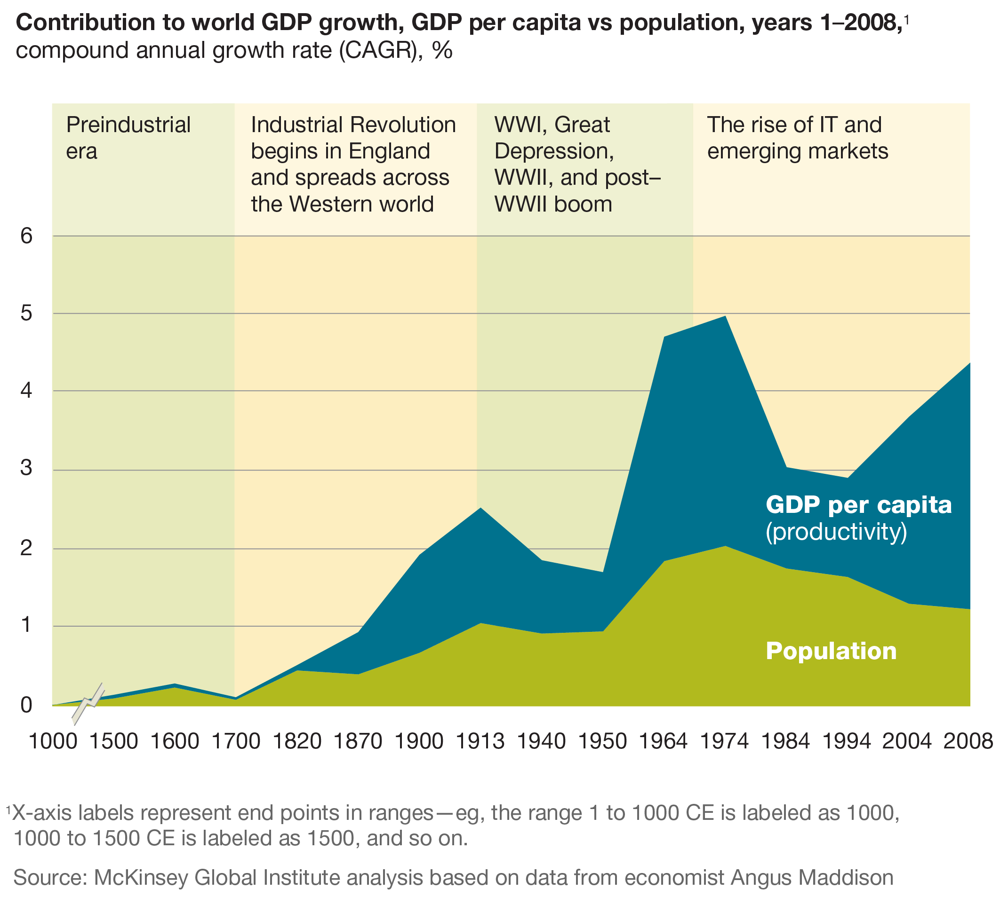 Contribution to world GDP growth, GDP per capita vs population, years 1–2008,¹
compound annual growth rate (CAGR), %
Preindustrial
era
Industrial Revolution
begins in England
and spreads across
the Western world
WWI, Great
Depression,
WWII, and post–
WWII boom
The rise of IT and
emerging markets
6
5
4
3
2
1
0
GDP per capita
(productivity)
Population
1000 1500 1600 1700 1820 1870 1900 1913 1940 1950 1964 1974 1984 1994 2004 2008
¹X-axis labels represent end points in ranges—eg, the range 1 to 1000 CE is labeled as 1000,
1000 to 1500 CE is labeled as 1500, and so on.
Source: McKinsey Global Institute analysis based on data from economist Angus Maddison